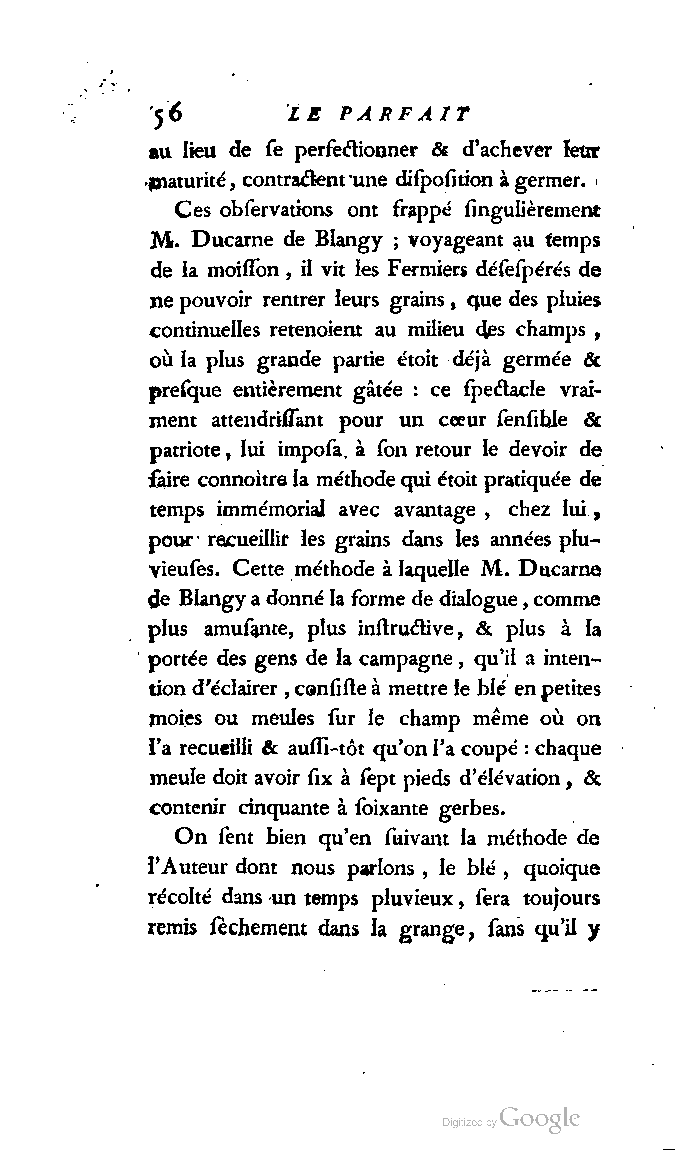 56 LE PARFAIT
au lieu de ſe perfectionner & d'achever leur
maturité, contractent une diſpoſition à germer.
Ces obſervations ont frappé ſingulièrement
M. Ducarne de Blangy ; voyageant au temps
de la moiſſon, il vit les Fermiers déſeſpérés de
ne pouvoir rentrer leurs grains, que des pluies
continuelles retenoient au milieu des champs,
où la plus grande partie étoit déjà germée &
preſque entièrement gâtée : ce ſpectacle vrai-
ment attendriſſant pour un cœur ſenſible &
patriote, lui impoſa à ſon retour le devoir de
faire connoître la méthode qui étoit pratiquée de
temps immémorial avec avantage, chez lui,
pour recueillir les grains dans les années plu-
vieuſes. Cette méthode à laquelle M. Ducarne
de Blangy a donné la forme de dialogue, comme
plus amuſante, plus inſtructive, & plus à la
portée des gens de la campagne, qu'il a inten-
tion d'éclairer, conſiſte à mettre le blé en petites
moies ou meules ſur le champ même où on
l'a recueilli & auſſi-tôt qu'on l'a coupé : chaque
meule doit avoir ſix à ſept pieds d'élévation, &
contenir cinquante à ſoixante gerbes.
On ſent bien qu'en ſuivant la méthode de
l'Auteur dont nous parlons, le blé, quoique
récolté dans un temps pluvieux, ſera toujours
remis ſèchement dans la grange, ſans qu'il y
Digitized by Google